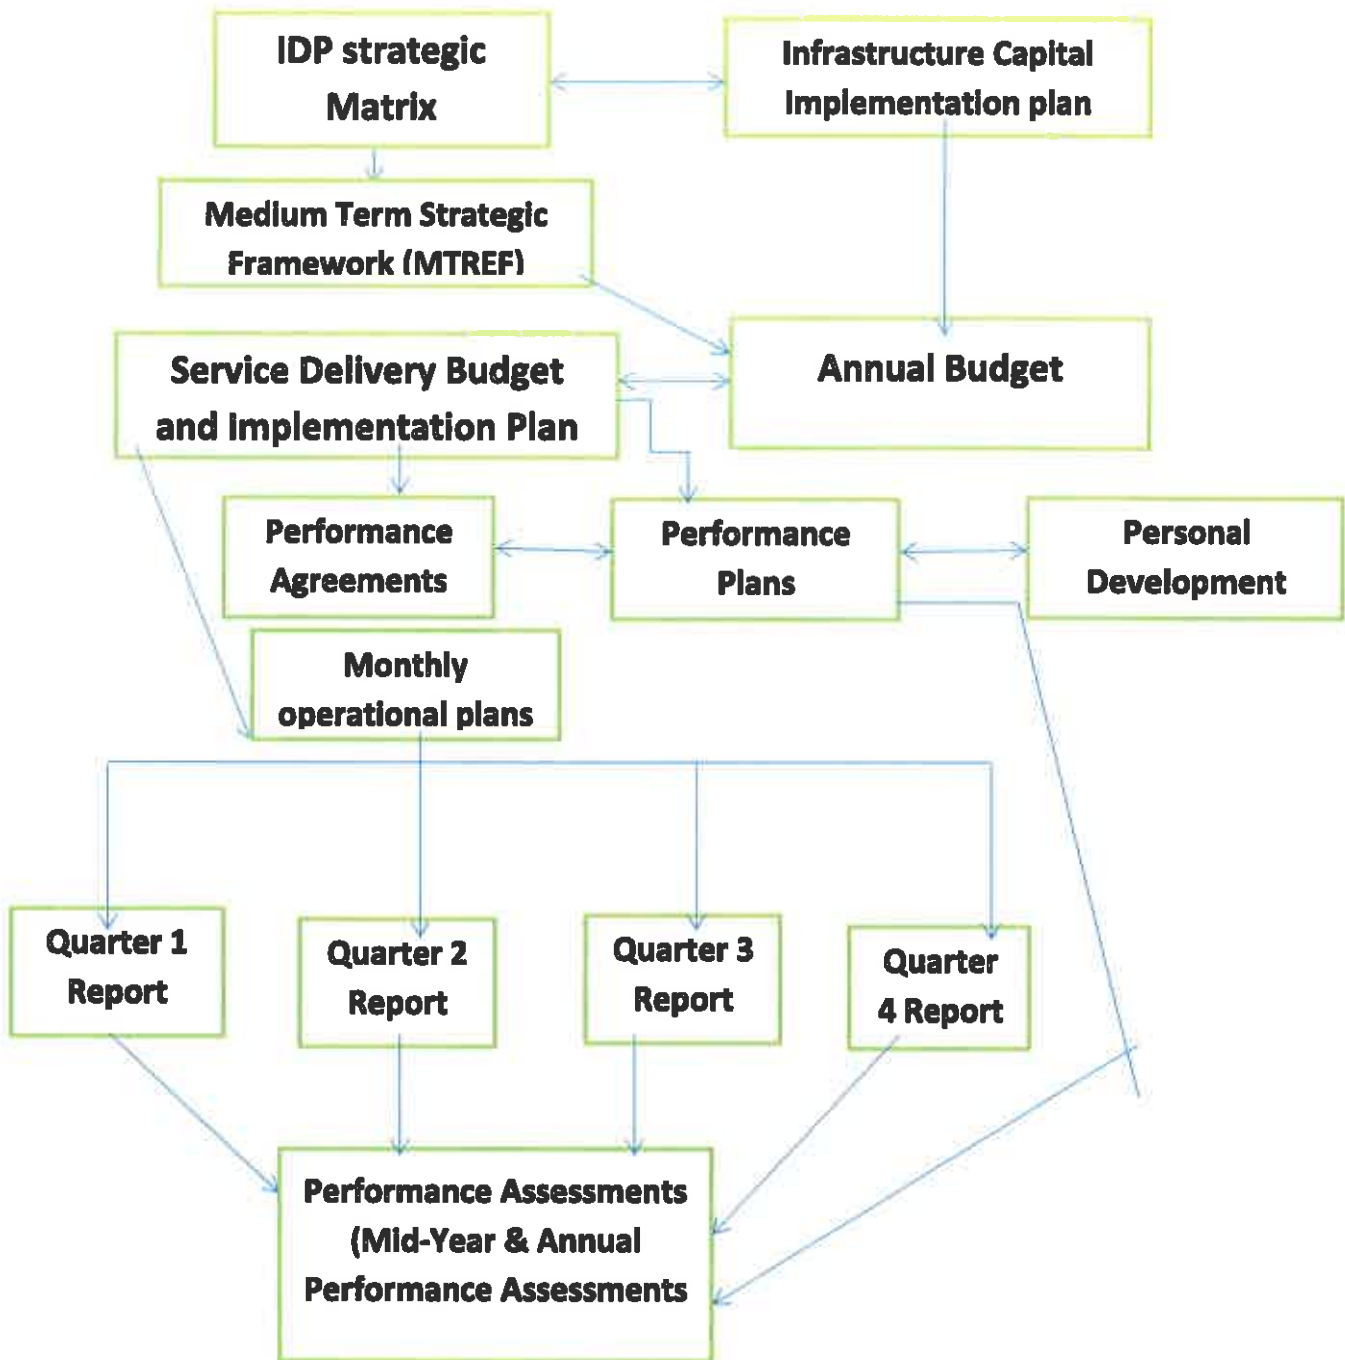 IDP strategic
Matrix
Infrastructure Capital
Implementation plan
Medium Term Strategic
Framework (MTREF)
Service Delivery Budget
and Implementation Plan
Annual Budget
Performance
Agreements
Performance
Plans
Personal
Development
Monthly
operational plans
Quarter 1
Report
Quarter 2
Report
Quarter 3
Report
Quarter
4 Report
Performance Assessments
(Mid-Year & Annual
Performance Assessments